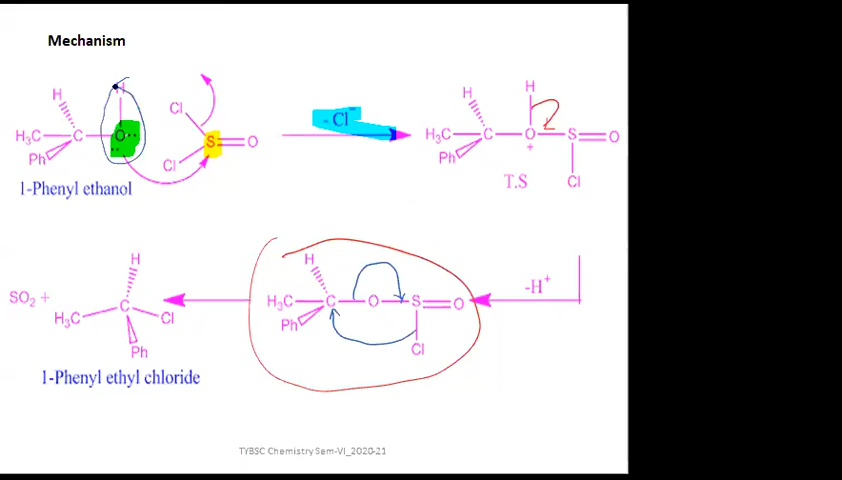 Mechanism
H H Cl H H
H₃C C O S O - Cl H₃C C O S O
Ph Cl Ph + Cl
1-Phenyl ethanol T.S
H H
SO₂ + H₃C C Cl H₃C C O S O -H⁺
Ph Ph Cl
1-Phenyl ethyl chloride
TYBSC Chemistry Sem-VI_2020-21